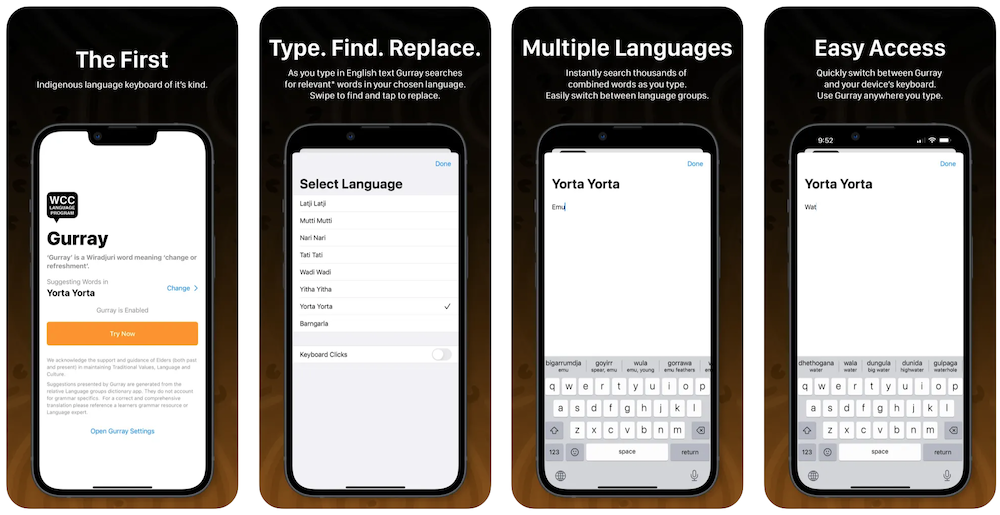 The First
Indigenous language keyboard of it's kind.
WCC
LANGUAGE
PROGRAM
Gurray
'Gurray' is a Wiradjuri word meaning 'change or
refreshment'.
Suggesting Words in
Yorta Yorta
Change
Gurray is Enabled
Try Now
We acknowledge the support and guidance of Elders (both past
and present) in maintaining Traditional Values, Language and
Culture.
Suggestions presented by Gurray are generated from the
relative Language groups dictionary app. They do not account
for grammar specifics. For a correct and comprehensive
translation please reference a learners grammar resource or
Language expert.
Open Gurray Settings
Type. Find. Replace.
As you type in English text Gurray searches
for relevant* words in your chosen language.
Swipe to find and tap to replace.
Done
Select Language
Latji Latji
Mutti Mutti
Nari Nari
Tati Tati
Wadi Wadi
Yitha Yitha
Yorta Yorta
Barngarla
Keyboard Clicks
Multiple Languages
Instantly search thousands of
combined words as you type.
Easily switch between language groups.
Done
Yorta Yorta
Emu
bigarrumdja goyirr wula gorrawa
emu spear, emu emu, young emu feathers
q w e r t y u i o p
a s d f g h j k l
z x c v b n m
123 space return
Easy Access
Quickly switch between Gurray
and your device's keyboard.
Use Gurray anywhere you type.
9:52
Done
Yorta Yorta
Wat
dhethogana wala dungula dunida gulpaga
water water big water highwater waterhole
q w e r t y u i o p
a s d f g h j k l
z x c v b n m
123 space return